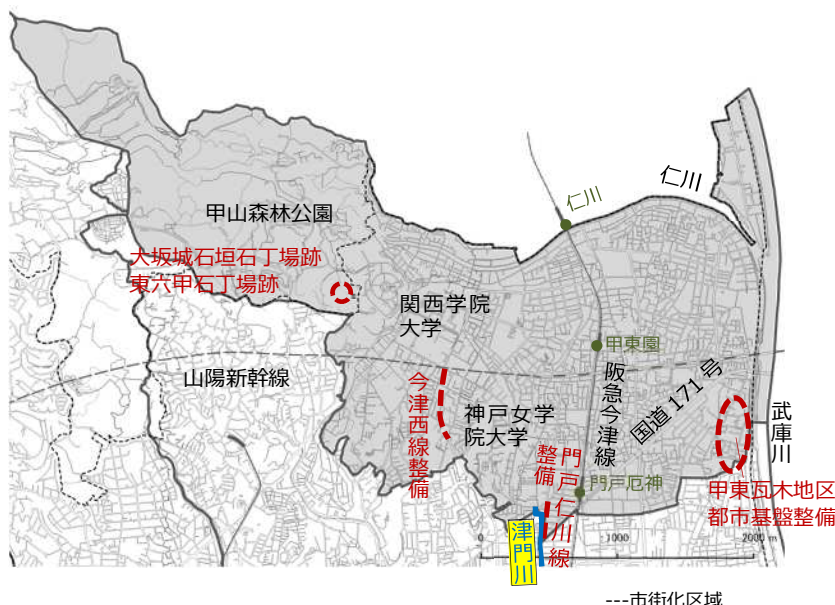 仁川
仁川
甲山森林公園
大坂城石垣石丁場跡
東六甲石丁場跡
関西学院
大学
甲東園
山陽新幹線
今津西線整備
神戸女学
院大学
阪急今津線
国道171号
武庫川
門戸仁川線
整備
門戸厄神
甲東瓦木地区
都市基盤整備
津門川
0 1000 2000 m
---市街化区域